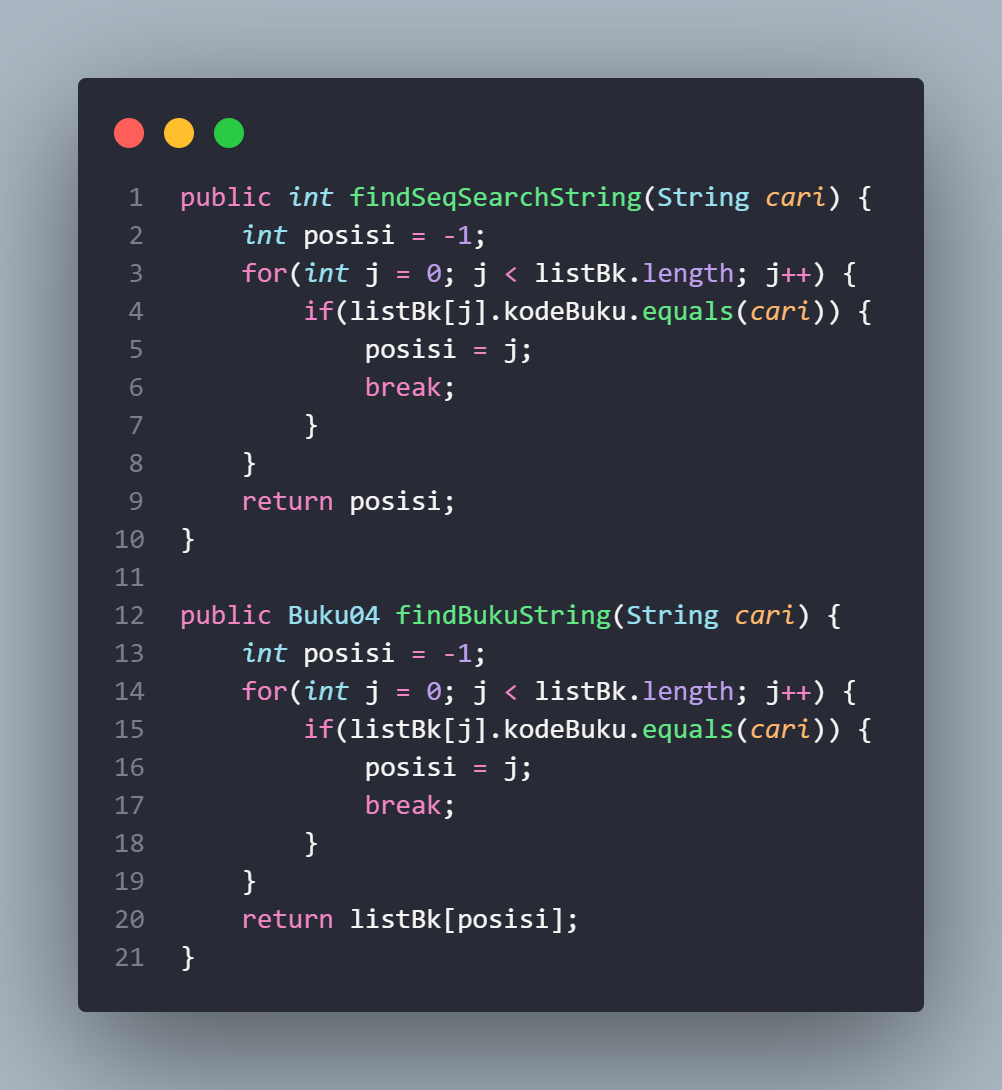 1 public int findSeqSearchString(String cari) {
2     int posisi = -1;
3     for(int j = 0; j < listBk.length; j++) {
4         if(listBk[j].kodeBuku.equals(cari)) {
5             posisi = j;
6             break;
7         }
8     }
9     return posisi;
10 }
11
12 public Buku04 findBukuString(String cari) {
13     int posisi = -1;
14     for(int j = 0; j < listBk.length; j++) {
15         if(listBk[j].kodeBuku.equals(cari)) {
16             posisi = j;
17             break;
18         }
19     }
20     return listBk[posisi];
21 }